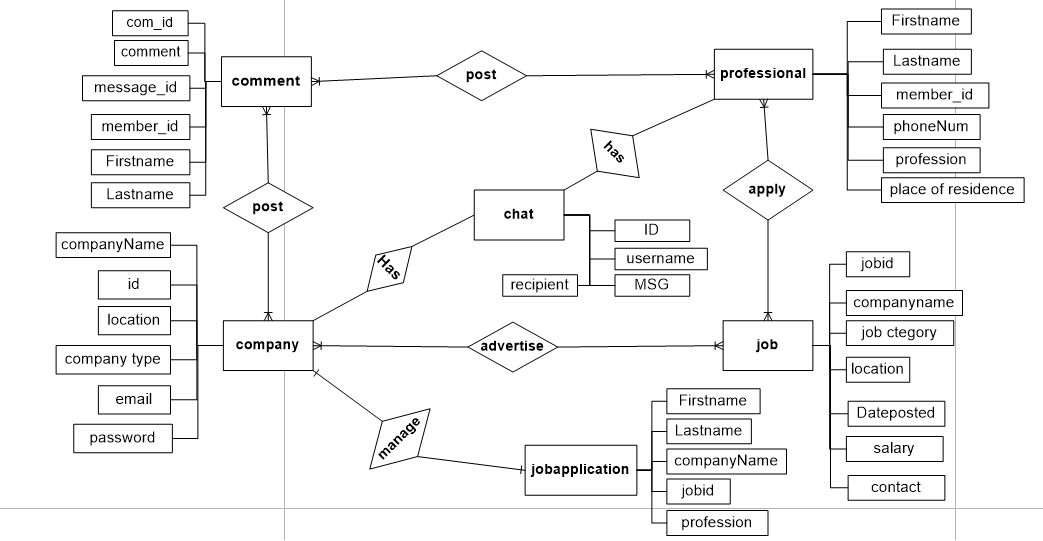 com_id
comment
message_id
member_id
Firstname
Lastname
comment
post
professional
Firstname
Lastname
member_id
phoneNum
profession
place of residence
has
post
chat
apply
ID
username
recipient
MSG
Has
companyName
id
location
company type
email
password
company
advertise
job
jobid
companyname
job ctegory
location
Dateposted
salary
contact
manage
jobapplication
Firstname
Lastname
companyName
jobid
profession